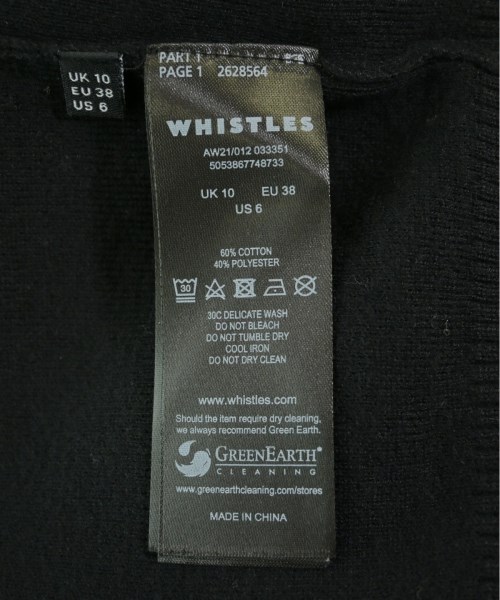 UK 10
EU 38
US 6
PART 1
PAGE 1 2628564
WHISTLES
AW21/012 033351
5053867748733
UK 10 EU 38
US 6
60% COTTON
40% POLYESTER
30
30C DELICATE WASH
DO NOT BLEACH
DO NOT TUMBLE DRY
COOL IRON
DO NOT DRY CLEAN
www.whistles.com
Should the item require dry cleaning,
we always recommend Green Earth.
GREENEARTH®
CLEANING
www.greenearthcleaning.com/stores
MADE IN CHINA